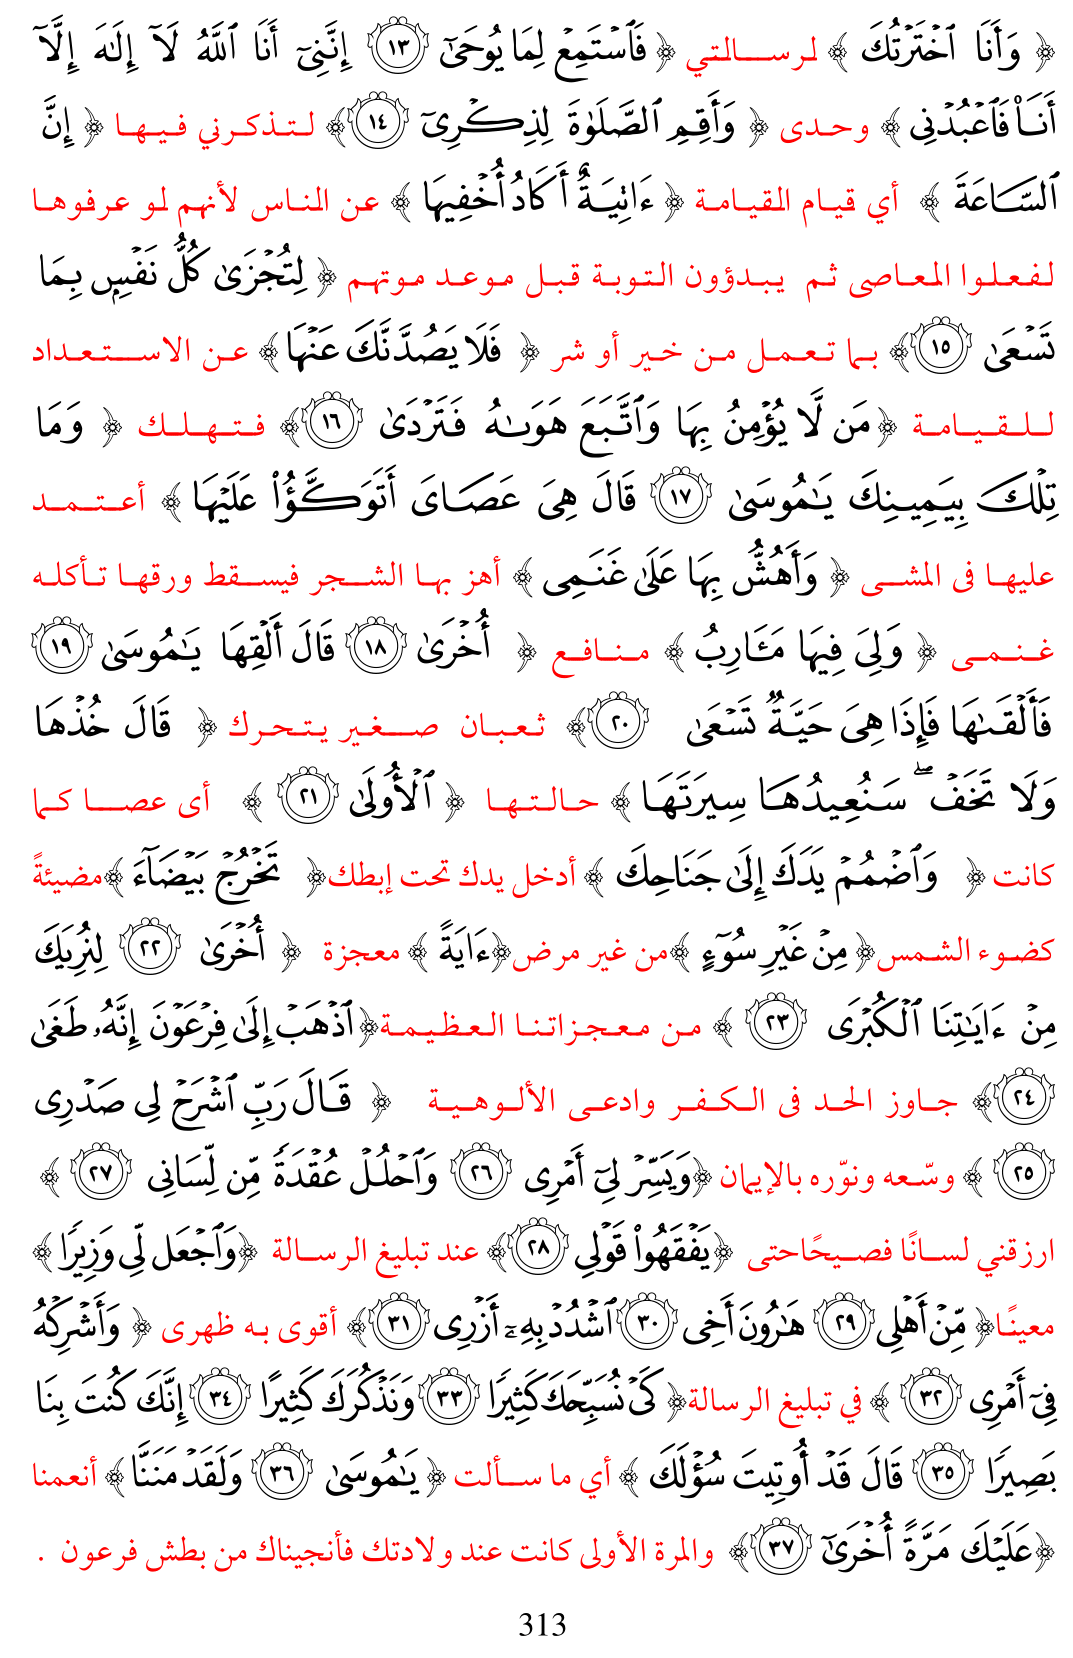 ﴿ وَأَنَا ٱخْتَرْتُكَ ﴾ لرسالتي ﴿ فَٱسْتَمِعْ لِمَا يُوحَىٰٓ ١٣ إِنَّنِىٓ أَنَا ٱللَّهُ لَآ إِلَـٰهَ إِلَّآ
أَنَا۠ فَٱعْبُدْنِى ﴾ وحدى ﴿ وَأَقِمِ ٱلصَّلَوٰةَ لِذِكْرِىٓ ١٤ ﴾ لتذكرني فيها ﴿ إِنَّ
ٱلسَّاعَةَ ﴾ أي قيام القيامة ﴿ ءَاتِيَةٌ أَكَادُ أُخْفِيهَا ﴾ عن الناس لأنهم لو عرفوها
لفعلوا المعاصى ثم يبدؤون التوبة قبل موعد موتهم ﴿ لِتُجْزَىٰ كُلُّ نَفْسٍۭ بِمَا
تَسْعَىٰ ١٥ ﴾ بما تعمل من خير أو شر ﴿ فَلَا يَصُدَّنَّكَ عَنْهَا ﴾ عن الاستعداد
للقيامة ﴿ مَن لَّا يُؤْمِنُ بِهَا وَٱتَّبَعَ هَوَىٰهُ فَتَرْدَىٰ ١٦ ﴾ فتهلك ﴿ وَمَا
تِلْكَ بِيَمِينِكَ يَـٰمُوسَىٰ ١٧ قَالَ هِىَ عَصَاىَ أَتَوَكَّؤُا۟ عَلَيْهَا ﴾ أعتمد
عليها فى المشى ﴿ وَأَهُشُّ بِهَا عَلَىٰ غَنَمِى ﴾ أهز بها الشجر فيسقط ورقها تأكله
غنمى ﴿ وَلِىَ فِيهَا مَـَٔارِبُ ﴾ منافع ﴿ أُخْرَىٰ ١٨ قَالَ أَلْقِهَا يَـٰمُوسَىٰ ١٩
فَأَلْقَىٰهَا فَإِذَا هِىَ حَيَّةٌ تَسْعَىٰ ٢٠ ﴾ ثعبان صغير يتحرك ﴿ قَالَ خُذْهَا
وَلَا تَخَفْ ۖ سَنُعِيدُهَا سِيرَتَهَا ﴾ حالتها ﴿ ٱلْأُولَىٰ ٢١ ﴾ أى عصا كما
كانت ﴿ وَٱضْمُمْ يَدَكَ إِلَىٰ جَنَاحِكَ ﴾ أدخل يدك تحت إبطك ﴿ تَخْرُجْ بَيْضَآءَ ﴾ مضيئةً
كضوء الشمس ﴿ مِنْ غَيْرِ سُوٓءٍ ﴾ من غير مرض ﴿ ءَايَةً ﴾ معجزة ﴿ أُخْرَىٰ ٢٢ لِنُرِيَكَ
مِنْ ءَايَـٰتِنَا ٱلْكُبْرَى ٢٣ ﴾ من معجزاتنا العظيمة ﴿ ٱذْهَبْ إِلَىٰ فِرْعَوْنَ إِنَّهُۥ طَغَىٰ
٢٤ ﴾ جاوز الحد فى الكفر وادعى الألوهية ﴿ قَالَ رَبِّ ٱشْرَحْ لِى صَدْرِى
٢٥ ﴾ وسّعه ونوّره بالإيمان ﴿ وَيَسِّرْ لِىٓ أَمْرِى ٢٦ وَٱحْلُلْ عُقْدَةً مِّن لِّسَانِى ٢٧ ﴾
ارزقني لسانًا فصيحًا حتى ﴿ يَفْقَهُوا۟ قَوْلِى ٢٨ ﴾ عند تبليغ الرسالة ﴿ وَٱجْعَل لِّى وَزِيرًا ﴾
معينًا ﴿ مِّنْ أَهْلِى ٢٩ هَـٰرُونَ أَخِى ٣٠ ٱشْدُدْ بِهِۦٓ أَزْرِى ٣١ ﴾ أقوى به ظهرى ﴿ وَأَشْرِكْهُ
فِىٓ أَمْرِى ٣٢ ﴾ في تبليغ الرسالة ﴿ كَىْ نُسَبِّحَكَ كَثِيرًا ٣٣ وَنَذْكُرَكَ كَثِيرًا ٣٤ إِنَّكَ كُنتَ بِنَا
بَصِيرًا ٣٥ قَالَ قَدْ أُوتِيتَ سُؤْلَكَ ﴾ أي ما سألت ﴿ يَـٰمُوسَىٰ ٣٦ وَلَقَدْ مَنَنَّا ﴾ أنعمنا
﴿ عَلَيْكَ مَرَّةً أُخْرَىٰٓ ٣٧ ﴾ والمرة الأولى كانت عند ولادتك فأنجيناك من بطش فرعون .
313